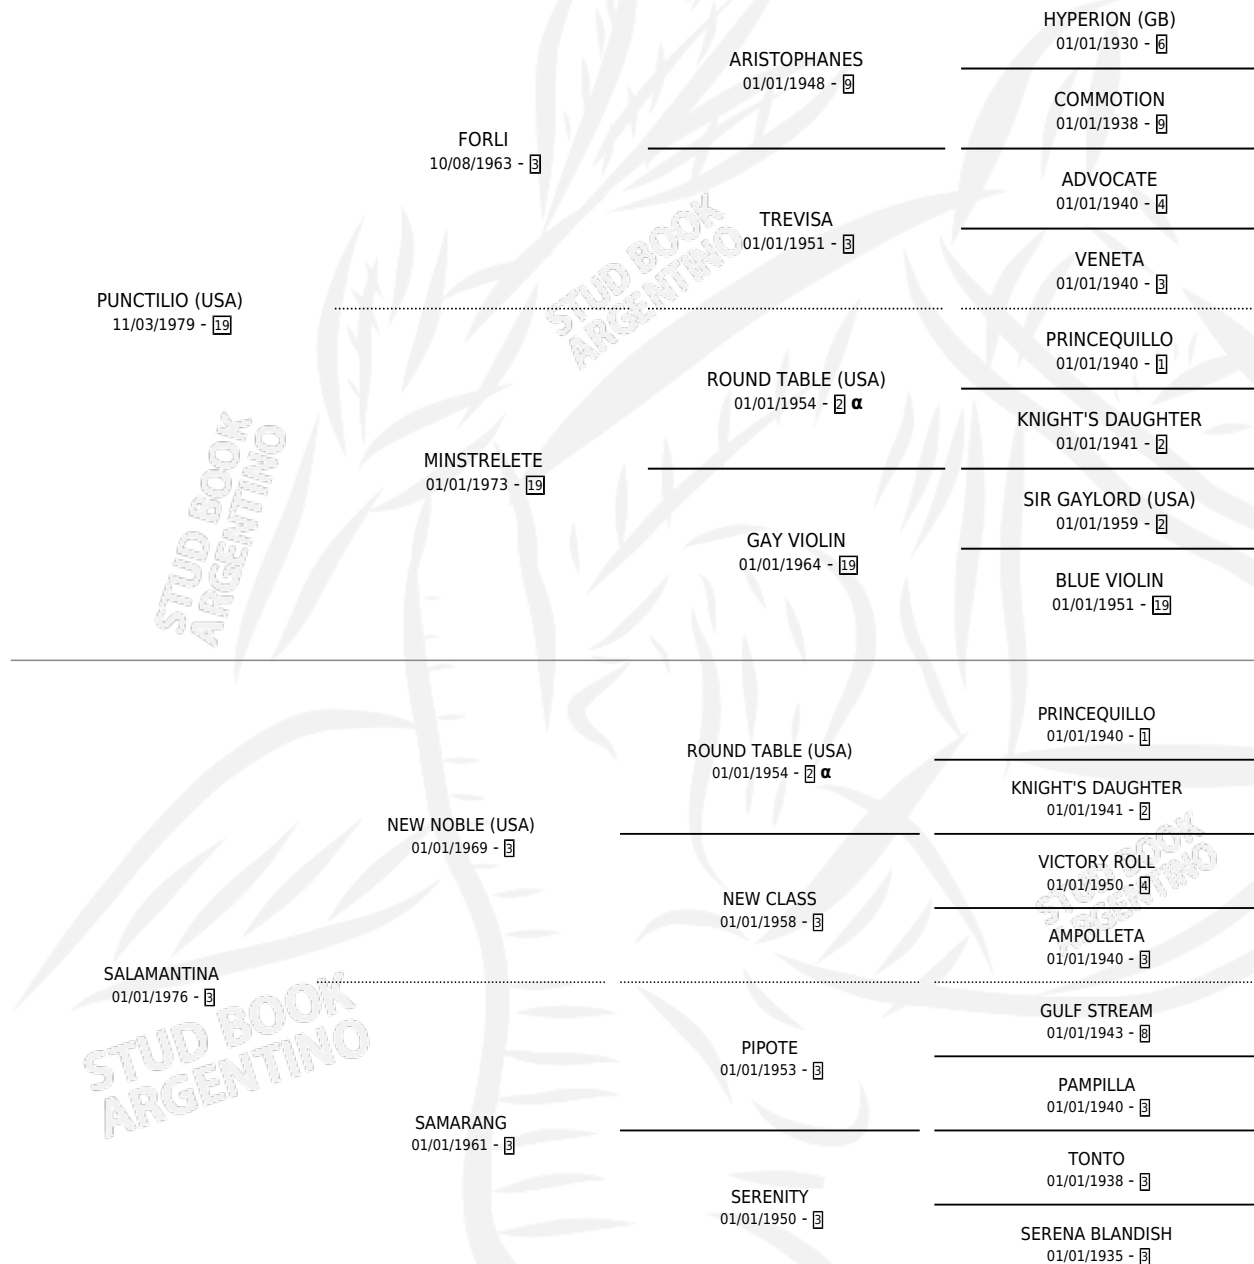 HYPERION (GB)
01/01/1930 - 6
ARISTOPHANES
01/01/1948 - 9
COMMOTION
01/01/1938 - 9
FORLI
10/08/1963 - 3
ADVOCATE
01/01/1940 - 4
TREVISA
01/01/1951 - 3
VENETA
01/01/1940 - 3
PUNCTILIO (USA)
11/03/1979 - 19
PRINCEQUILLO
01/01/1940 - 1
ROUND TABLE (USA)
01/01/1954 - 2 α
KNIGHT'S DAUGHTER
01/01/1941 - 2
MINSTRELETE
01/01/1973 - 19
SIR GAYLORD (USA)
01/01/1959 - 2
GAY VIOLIN
01/01/1964 - 19
BLUE VIOLIN
01/01/1951 - 19
PRINCEQUILLO
01/01/1940 - 1
ROUND TABLE (USA)
01/01/1954 - 2 α
KNIGHT'S DAUGHTER
01/01/1941 - 2
NEW NOBLE (USA)
01/01/1969 - 3
VICTORY ROLL
01/01/1950 - 4
NEW CLASS
01/01/1958 - 3
AMPOLLETA
01/01/1940 - 3
SALAMANTINA
01/01/1976 - 3
GULF STREAM
01/01/1943 - 8
PIPOTE
01/01/1953 - 3
PAMPILLA
01/01/1940 - 3
SAMARANG
01/01/1961 - 3
TONTO
01/01/1938 - 3
SERENITY
01/01/1950 - 3
SERENA BLANDISH
01/01/1935 - 3
STUD BOOK
ARGENTINO
STUD BOOK
ARGENTINO
STUD BOOK
ARGENTINO
STUD BOOK
ARGENTINO